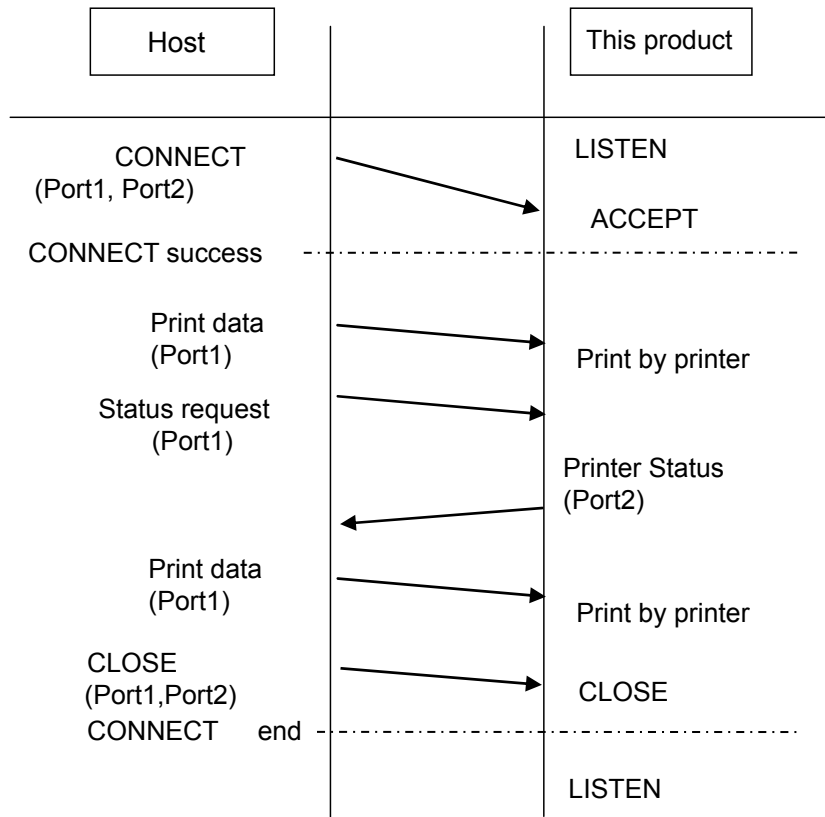 Host
This product
CONNECT
(Port1, Port2)
LISTEN
ACCEPT
CONNECT success
Print data
(Port1)
Print by printer
Status request
(Port1)
Printer Status
(Port2)
Print data
(Port1)
Print by printer
CLOSE
(Port1,Port2)
CLOSE
CONNECT end
LISTEN